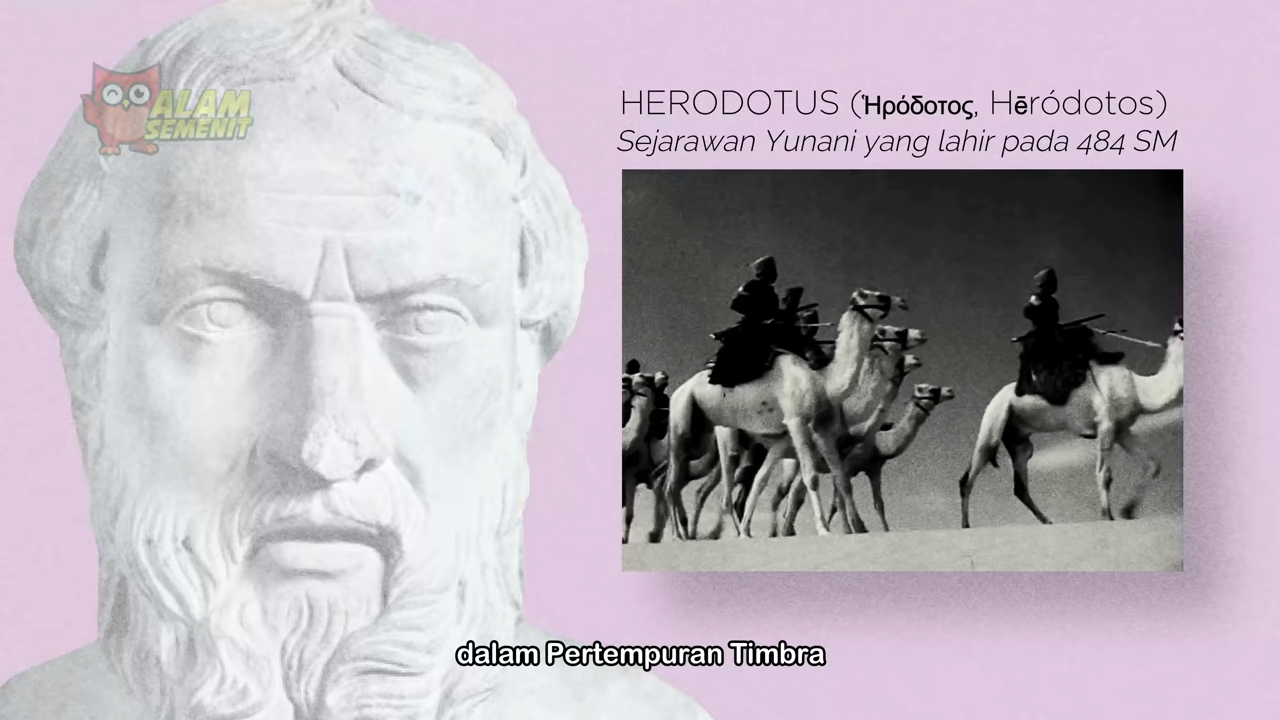 ALAM
SEMENIT
HERODOTUS (Ἡρόδοτος, Hēródotos)
Sejarawan Yunani yang lahir pada 484 SM
dalam Pertempuran Timbra